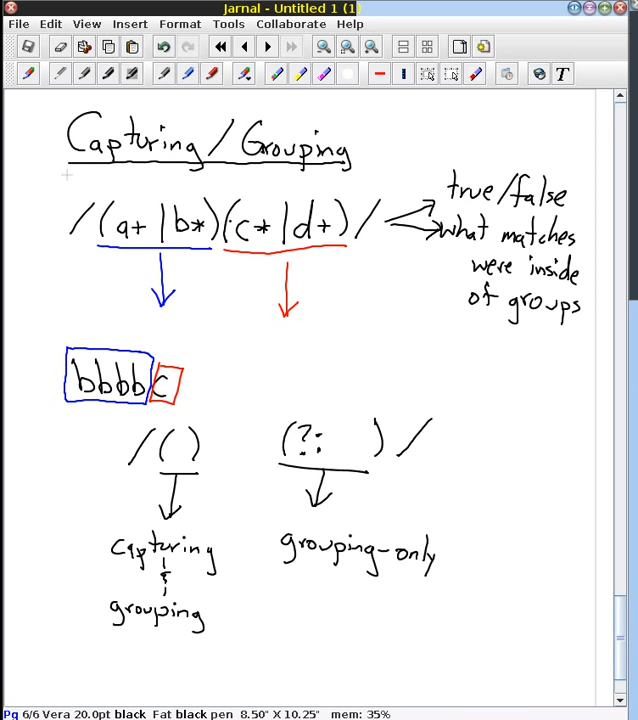 Jarnal - Untitled 1 (1)
File Edit View Insert Format Tools Collaborate Help
T
Capturing / Grouping
/(a+|b*)(c*|d+)/
true/false
what matches
were inside
of groups
bbbbc
/( ) (?: )/
capturing
&
grouping
grouping-only
Pg 6/6 Vera 20.0pt black Fat black pen 8.50" X 10.25" mem: 35%